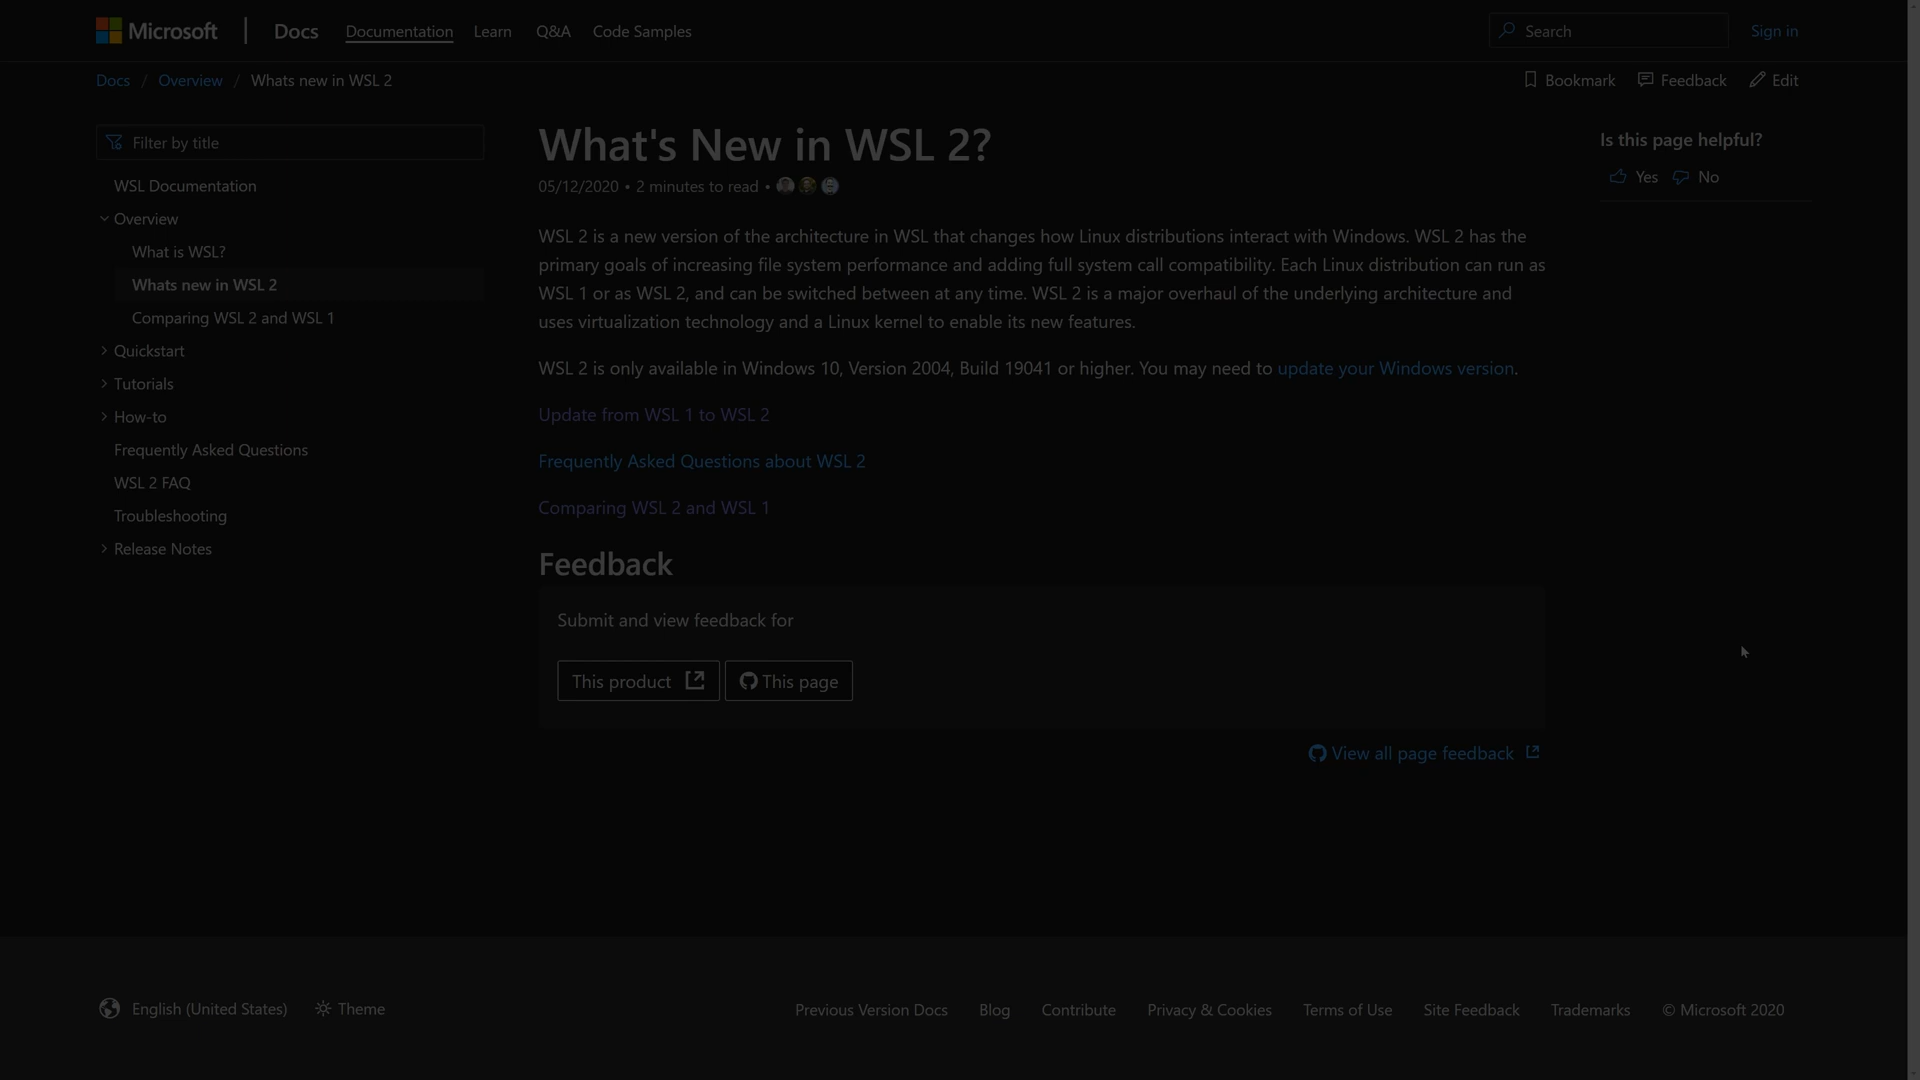 Microsoft
Docs
Documentation
Learn
Q&A
Code Samples
Search
Sign in
Docs / Overview / Whats new in WSL 2
Bookmark
Feedback
Edit
Filter by title
WSL Documentation
Overview
What is WSL?
Whats new in WSL 2
Comparing WSL 2 and WSL 1
Quickstart
Tutorials
How-to
Frequently Asked Questions
WSL 2 FAQ
Troubleshooting
Release Notes
What's New in WSL 2?
05/12/2020 • 2 minutes to read •
WSL 2 is a new version of the architecture in WSL that changes how Linux distributions interact with Windows. WSL 2 has the
primary goals of increasing file system performance and adding full system call compatibility. Each Linux distribution can run as
WSL 1 or as WSL 2, and can be switched between at any time. WSL 2 is a major overhaul of the underlying architecture and
uses virtualization technology and a Linux kernel to enable its new features.
WSL 2 is only available in Windows 10, Version 2004, Build 19041 or higher. You may need to update your Windows version.
Update from WSL 1 to WSL 2
Frequently Asked Questions about WSL 2
Comparing WSL 2 and WSL 1
Feedback
Submit and view feedback for
This product
This page
View all page feedback
Is this page helpful?
Yes
No
English (United States)
Theme
Previous Version Docs
Blog
Contribute
Privacy & Cookies
Terms of Use
Site Feedback
Trademarks
© Microsoft 2020